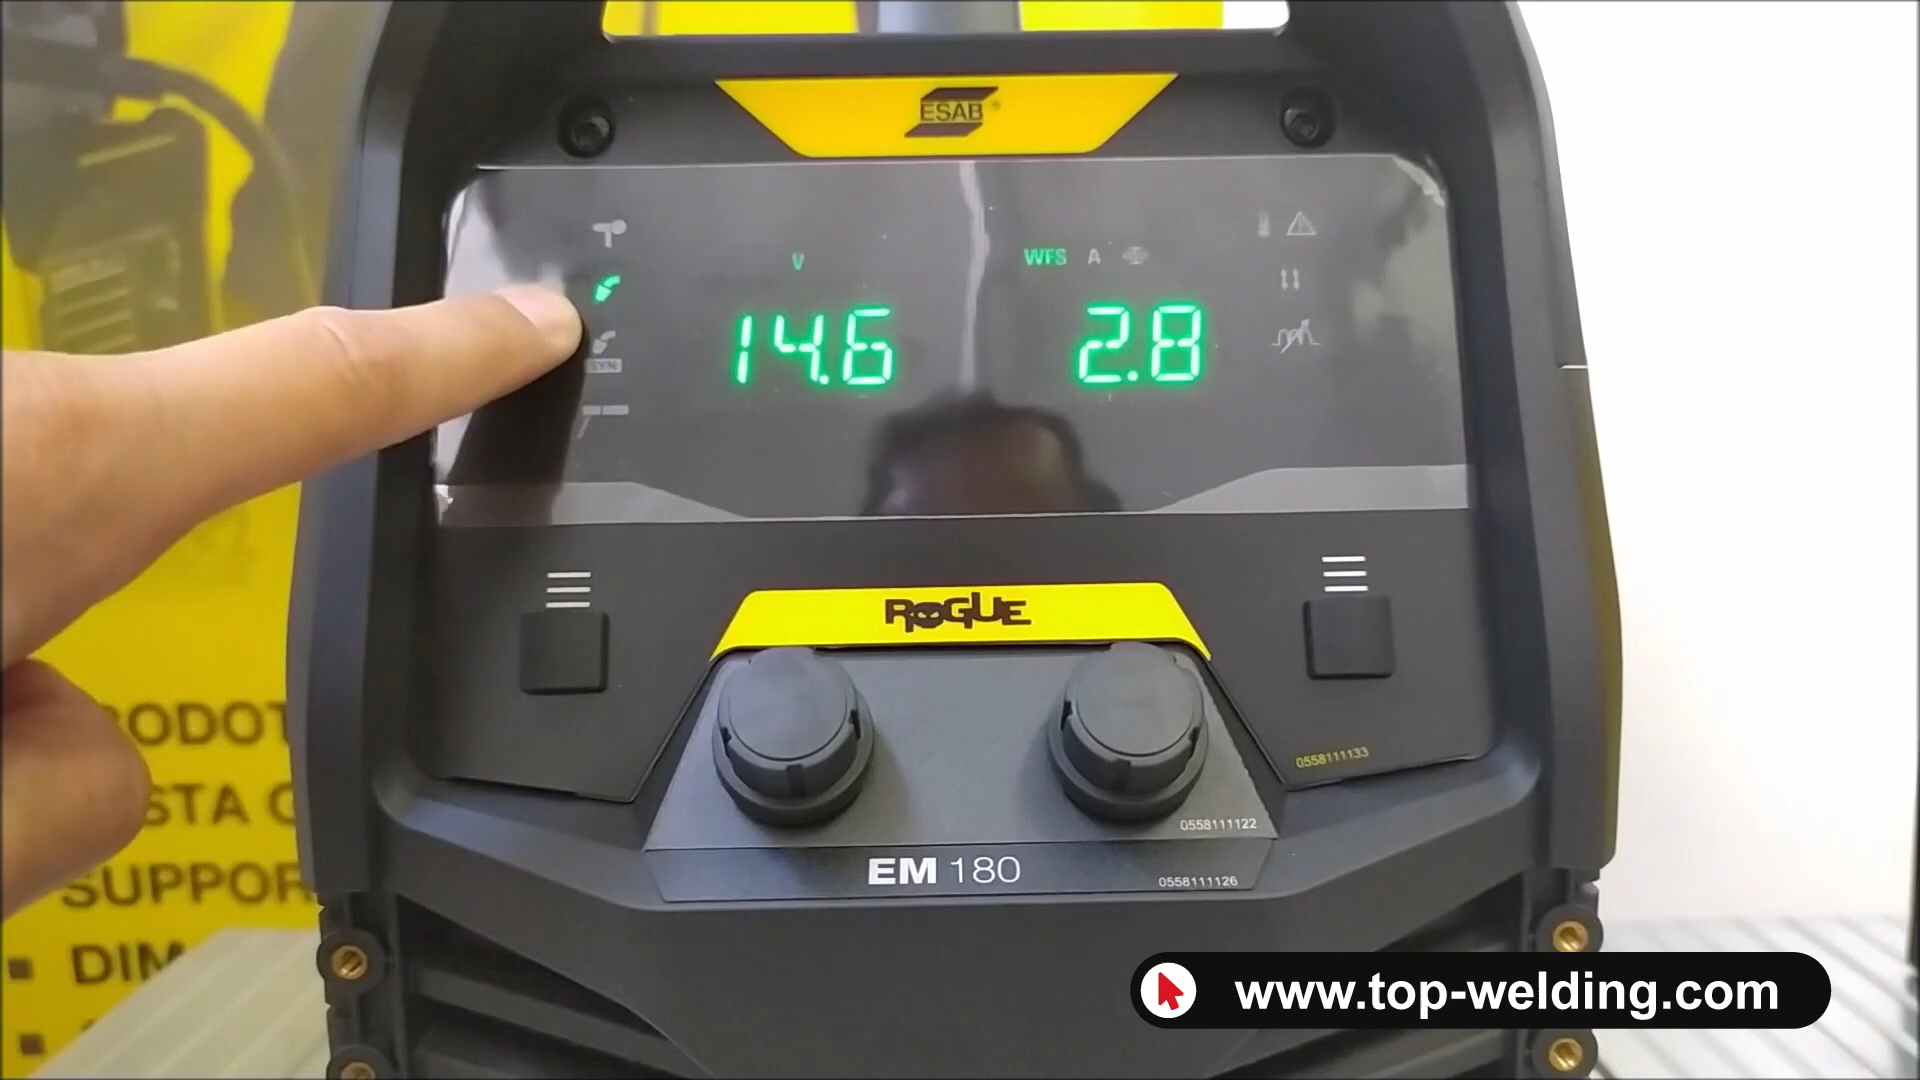 ESAB
V
WFS A
14.6
2.8
SYN
ROGUE
0558111133
0558111122
EM 180
0558111126
STA
SUPPOR
DIM
www.top-welding.com